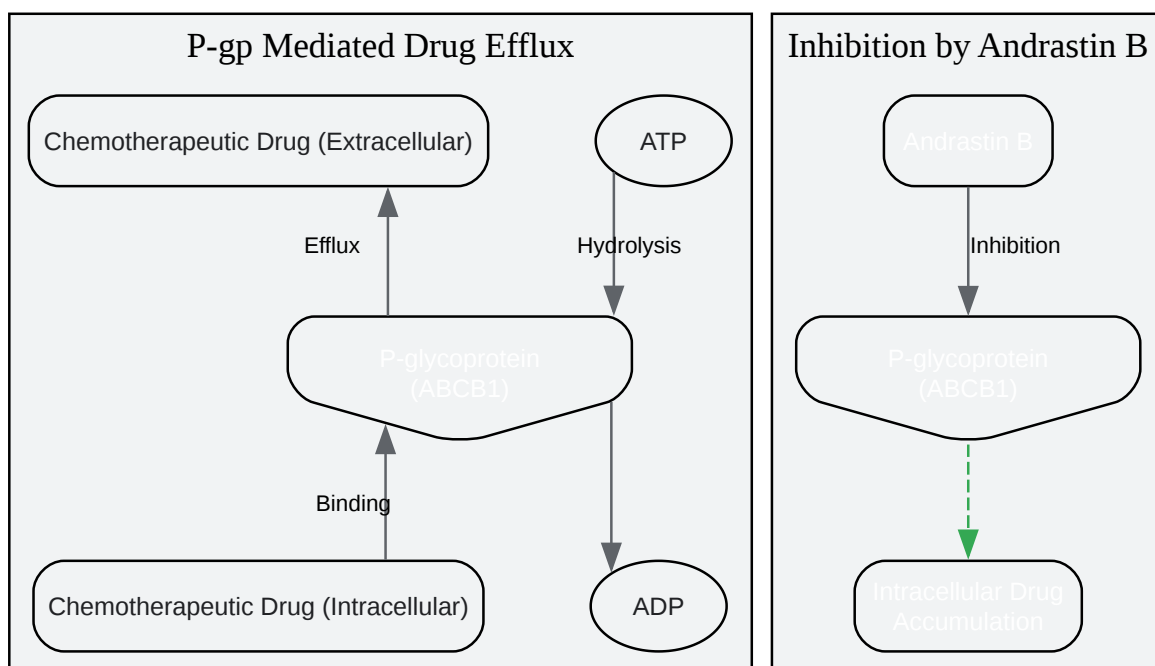 P-gp Mediated Drug Efflux
Chemotherapeutic Drug (Extracellular)
ATP
Efflux
Hydrolysis
P-glycoprotein
(ABCB1)
Binding
Chemotherapeutic Drug (Intracellular)
ADP
Inhibition by Andrastin B
Andrastin B
Inhibition
P-glycoprotein
(ABCB1)
Intracellular Drug
Accumulation